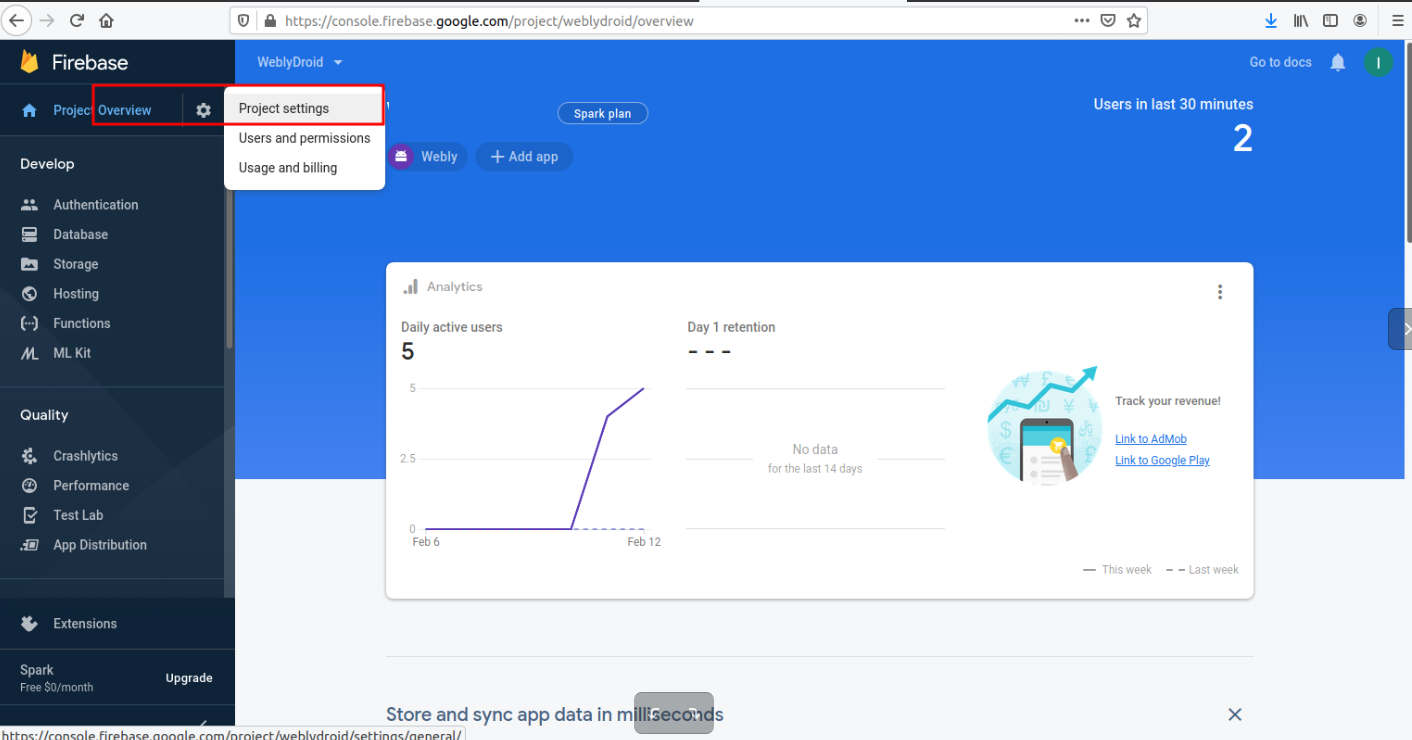 https://console.firebase.google.com/project/weblydroid/overview
Firebase
WeblyDroid
Go to docs
I
Project Overview
Project settings
Users and permissions
Usage and billing
Spark plan
Users in last 30 minutes
2
Webly
+ Add app
Develop
Authentication
Database
Storage
Hosting
Functions
ML Kit
Quality
Crashlytics
Performance
Test Lab
App Distribution
Extensions
Spark
Free $0/month
Upgrade
Analytics
Daily active users
5
Day 1 retention
- - -
5
2.5
0
Feb 6
Feb 12
No data
for the last 14 days
Track your revenue!
Link to AdMob
Link to Google Play
This week
Last week
Store and sync app data in milliseconds
https://console.firebase.google.com/project/weblydroid/settings/general/